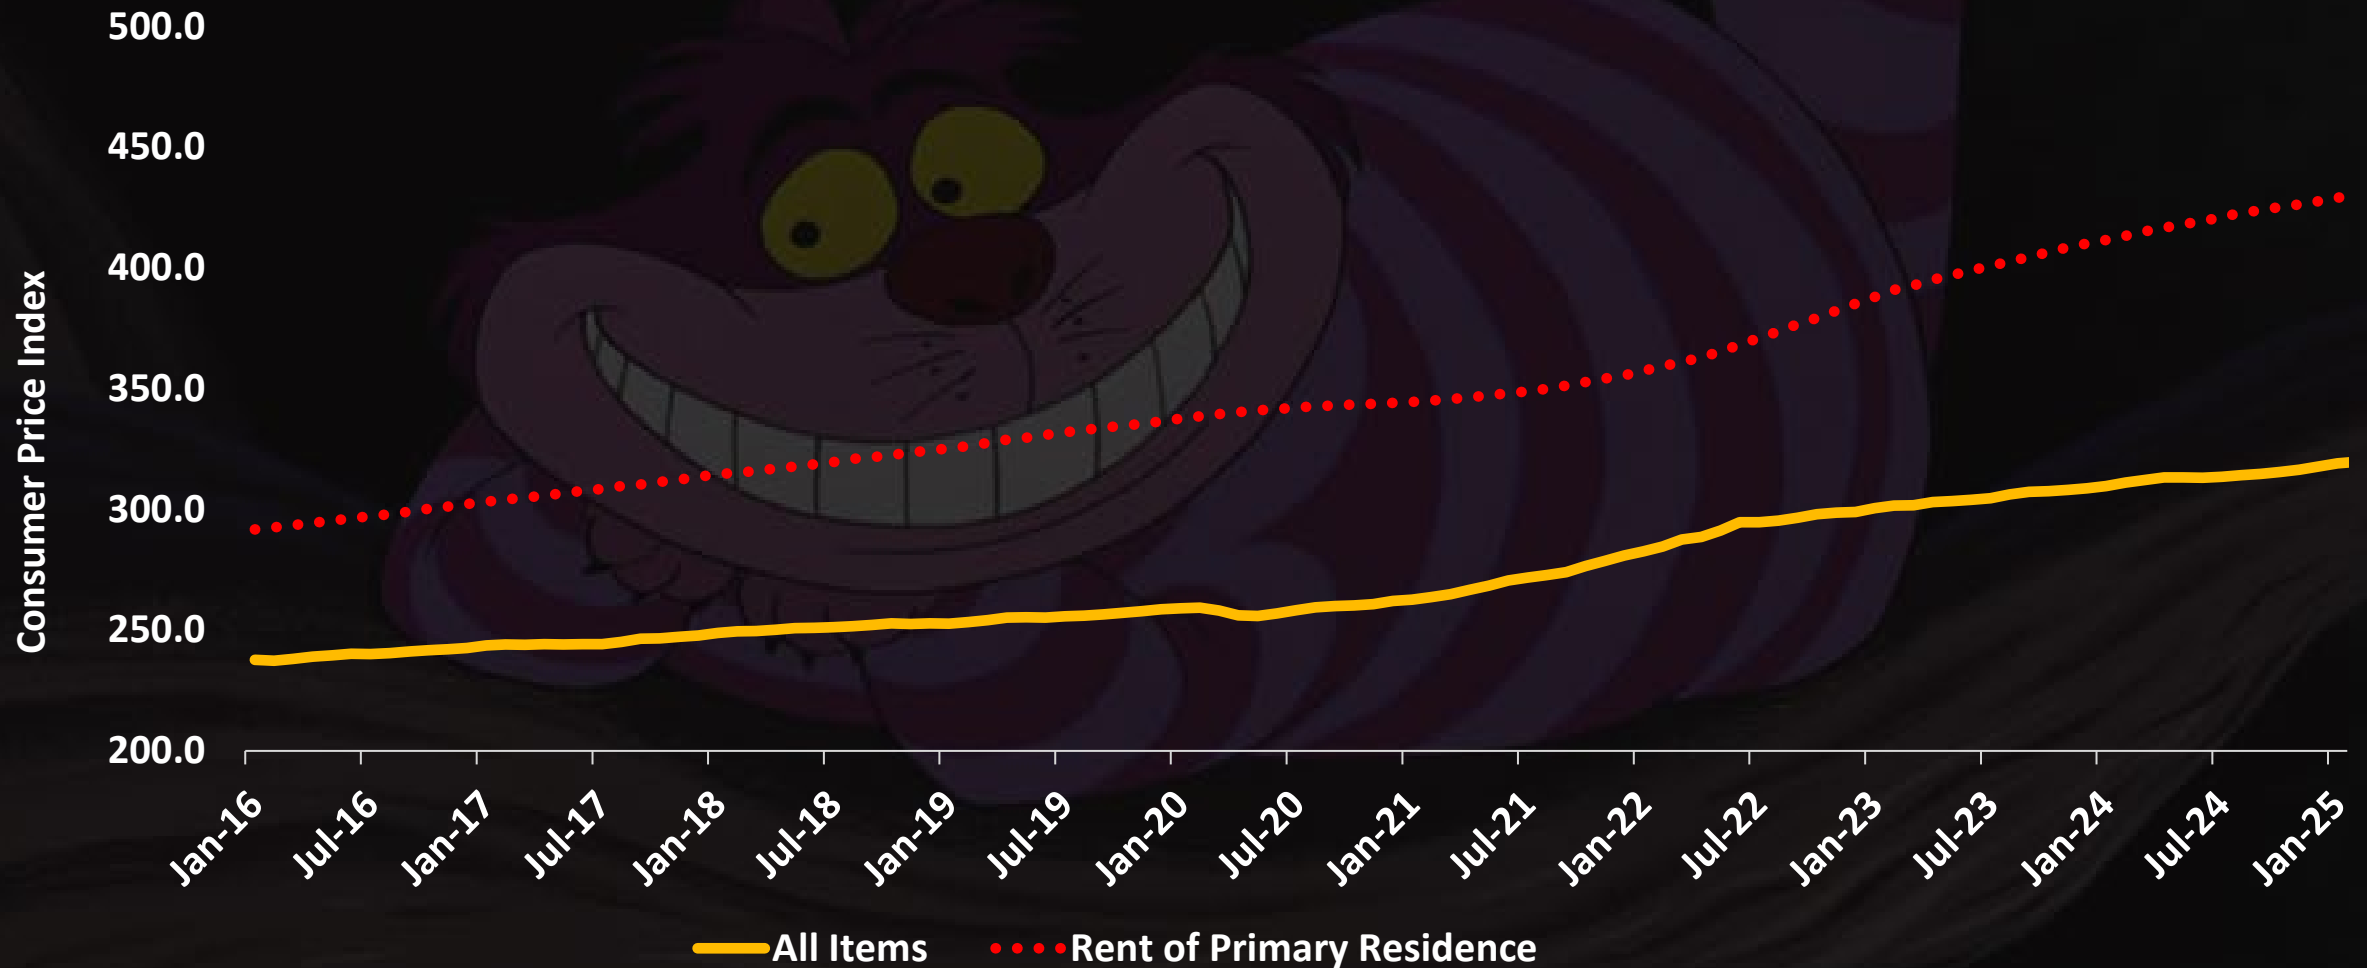 500.0
450.0
400.0
350.0
300.0
250.0
200.0
Consumer Price Index
Jan-16
Jul-16
Jan-17
Jul-17
Jan-18
Jul-18
Jan-19
Jul-19
Jan-20
Jul-20
Jan-21
Jul-21
Jan-22
Jul-22
Jan-23
Jul-23
Jan-24
Jul-24
Jan-25
All Items
Rent of Primary Residence